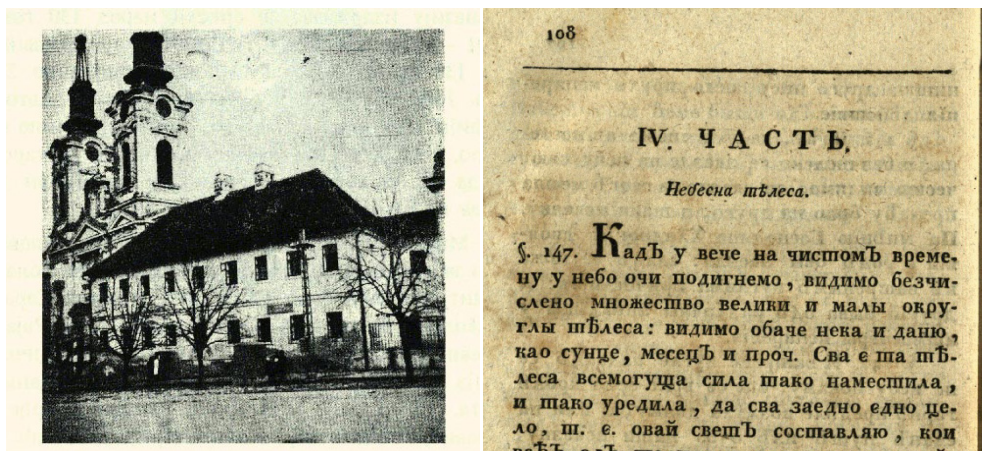 108
IV. ЧАСТЬ.
Небесна тѣлеса.
§. 147. КадЪ у вече на чистомЪ време-
ну у небо очи подигнемо, видимо безчи-
слено множество велики и малы окру-
глы тѣлеса: видимо обаче нека и даню,
као сунце, месецЪ и проч. Сва є та тѣ-
леса всемогуща сила тако наместила,
и тако уредила, да сва заедно єдно це-
ло, т. є. овай светЪ составляю, кои